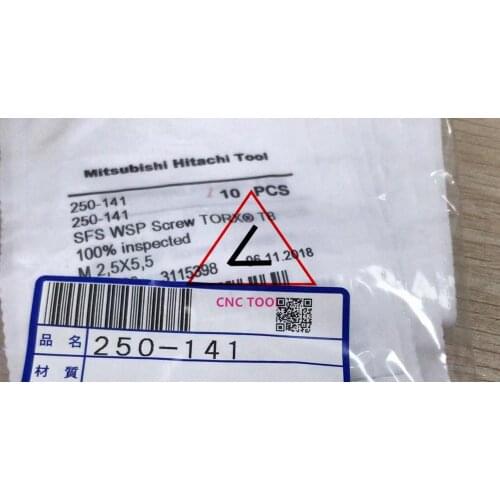 Mitsubishi Hitachi Tool
250-141 10 PCS
250-141
SFS WSP Screw TORX® T8
100% inspected
M 2,5X5,5
3115398 06.11.2018
CNC TOOL
品名 250-141
材質